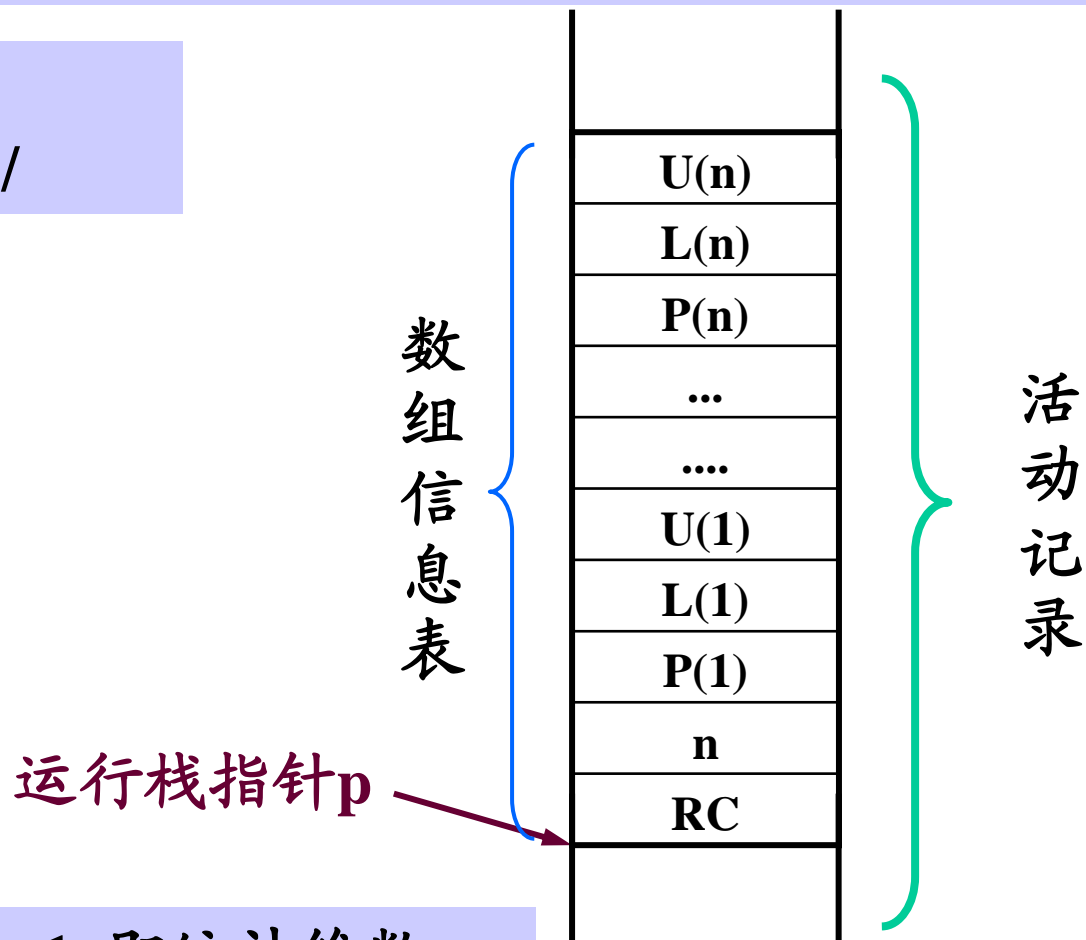 /
U(n)
L(n)
P(n)
...
....
U(1)
L(1)
P(1)
n
RC
数组信息表
活动记录
运行栈指针p